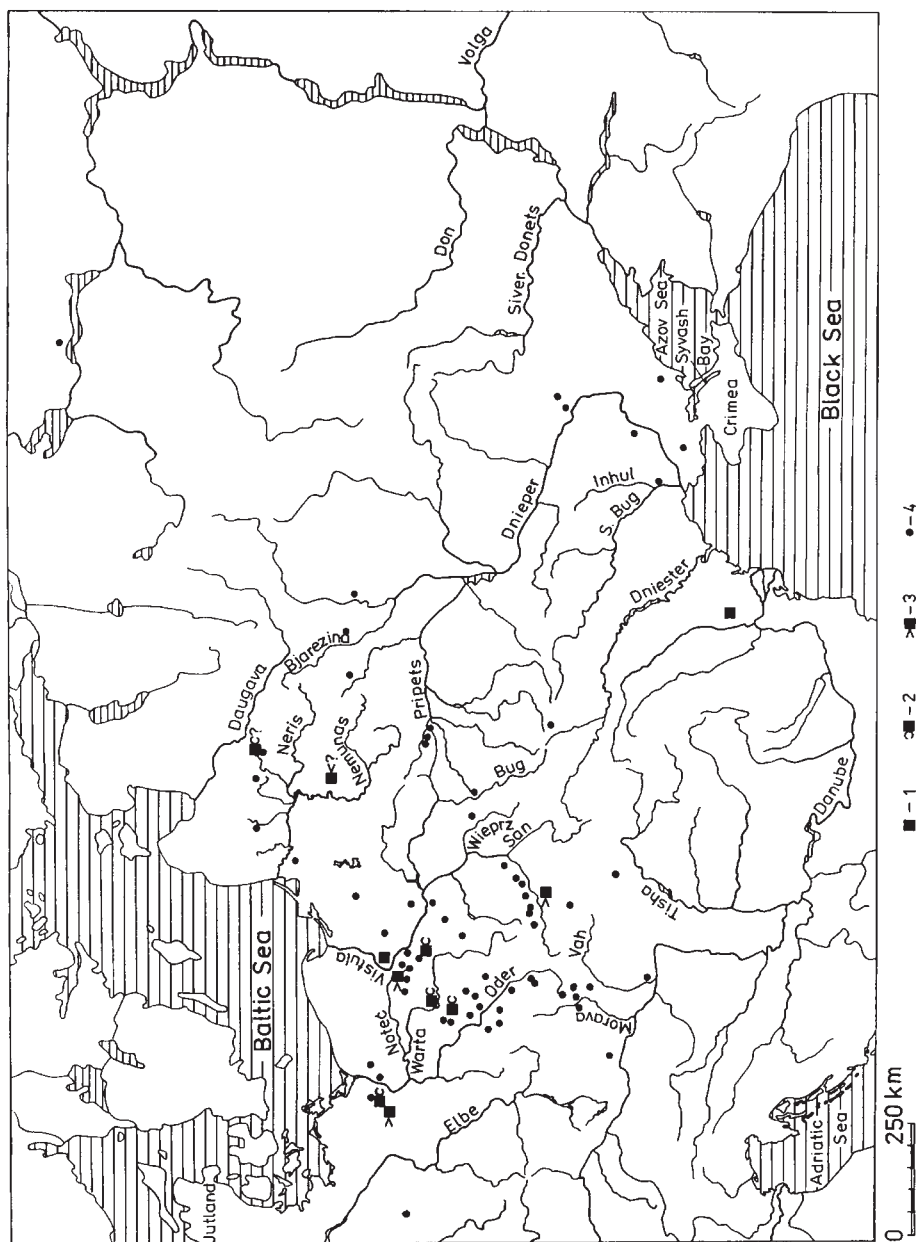 Jutland
Baltic Sea
Volga
Don
Siver. Donets
Daugava
Bjarezina
Neris
Nemunas
Pripets
Dnieper
Inhul
S. Bug
Dniester
Azov Sea
Syvash
Bay
Crimea
Black Sea
Vistula
Noteć
Warta
Oder
Elbe
Bug
Wieprz
San
Vah
Morava
Tisha
Danube
Adriatic
Sea
c?
<?
c
c
c
c
<
<
<
0 250 km
■ - 1
c■ - 2
>■ - 3
● - 4